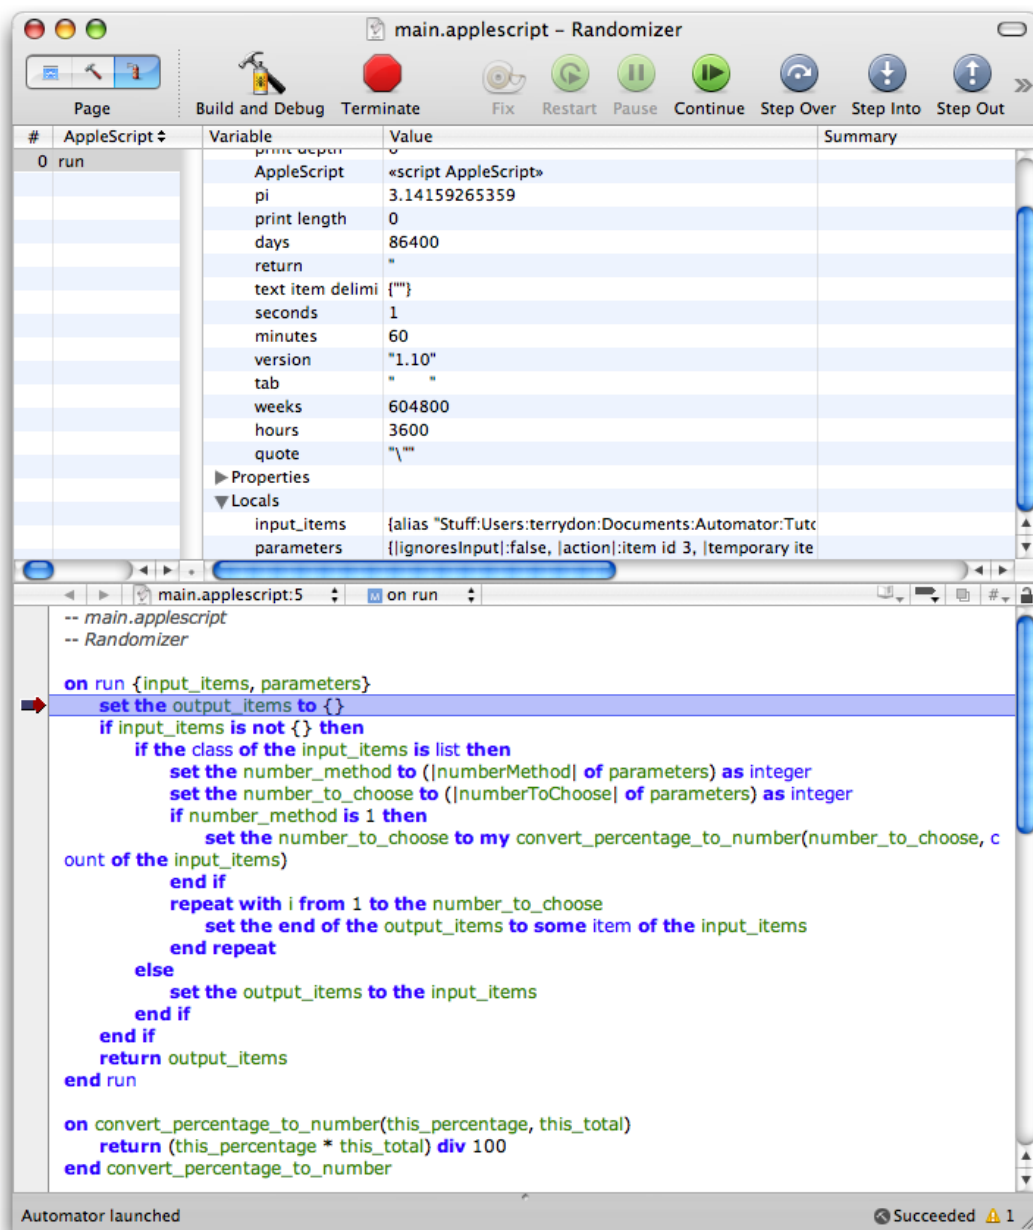 main.applescript – Randomizer
Page Build and Debug Terminate Fix Restart Pause Continue Step Over Step Into Step Out
# AppleScript Variable Value Summary
0 run
print depth 0
AppleScript «script AppleScript»
pi 3.14159265359
print length 0
days 86400
return "
text item delimi {""}
seconds 1
minutes 60
version "1.10"
tab " "
weeks 604800
hours 3600
quote "\""
Properties
Locals
input_items {alias "Stuff:Users:terrydon:Documents:Automator:Tuto
parameters {|ignoresInput|:false, |action|:item id 3, |temporary ite
main.applescript:5 M on run #
-- main.applescript
-- Randomizer
on run {input_items, parameters}
set the output_items to {}
if input_items is not {} then
if the class of the input_items is list then
set the number_method to (|numberMethod| of parameters) as integer
set the number_to_choose to (|numberToChoose| of parameters) as integer
if number_method is 1 then
set the number_to_choose to my convert_percentage_to_number(number_to_choose, c
ount of the input_items)
end if
repeat with i from 1 to the number_to_choose
set the end of the output_items to some item of the input_items
end repeat
else
set the output_items to the input_items
end if
end if
return output_items
end run
on convert_percentage_to_number(this_percentage, this_total)
return (this_percentage * this_total) div 100
end convert_percentage_to_number
Automator launched Succeeded 1